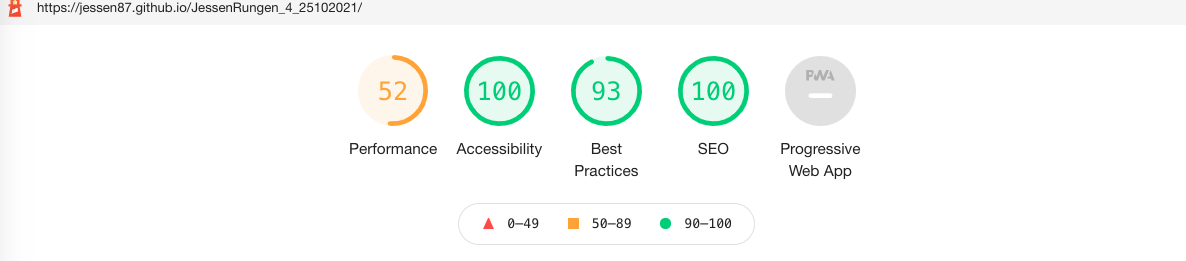 https://jessen87.github.io/JessenRungen_4_25102021/
52
100
93
100
PWA
Performance
Accessibility
Best
Practices
SEO
Progressive
Web App
0–49
50–89
90–100